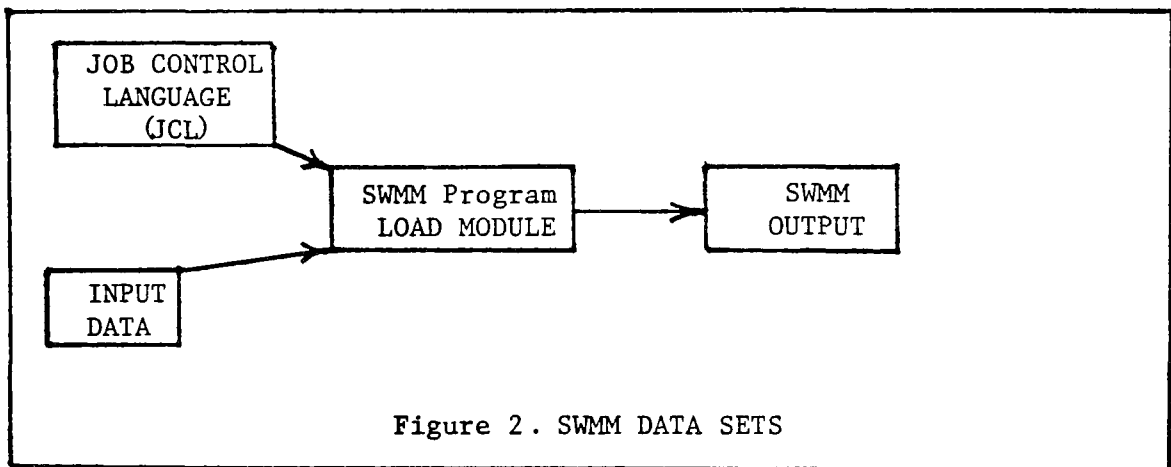 JOB CONTROL
LANGUAGE
(JCL)
SWMM Program
LOAD MODULE
SWMM
OUTPUT
INPUT
DATA
Figure 2. SWMM DATA SETS